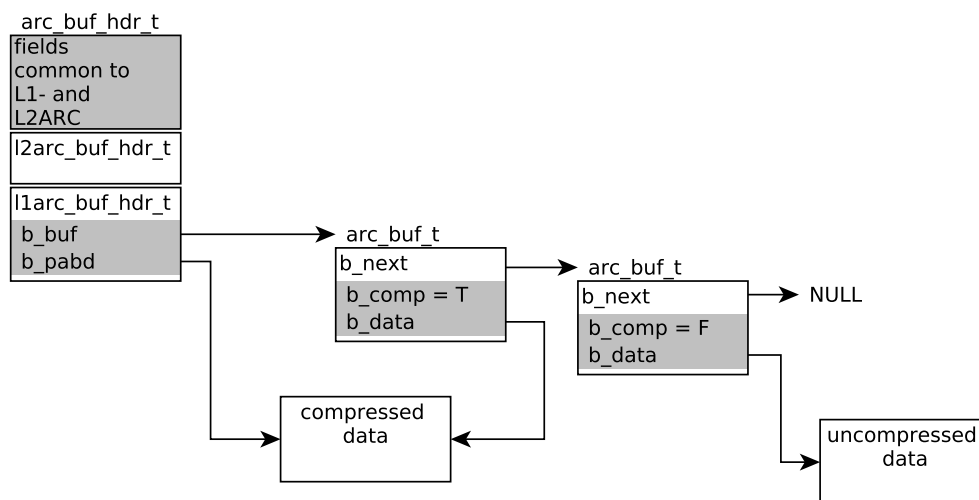 arc_buf_hdr_t
fields
common to
L1- and
L2ARC
l2arc_buf_hdr_t
l1arc_buf_hdr_t
b_buf
b_pabd
arc_buf_t
b_next
b_comp = T
b_data
arc_buf_t
b_next
NULL
b_comp = F
b_data
compressed
data
uncompressed
data